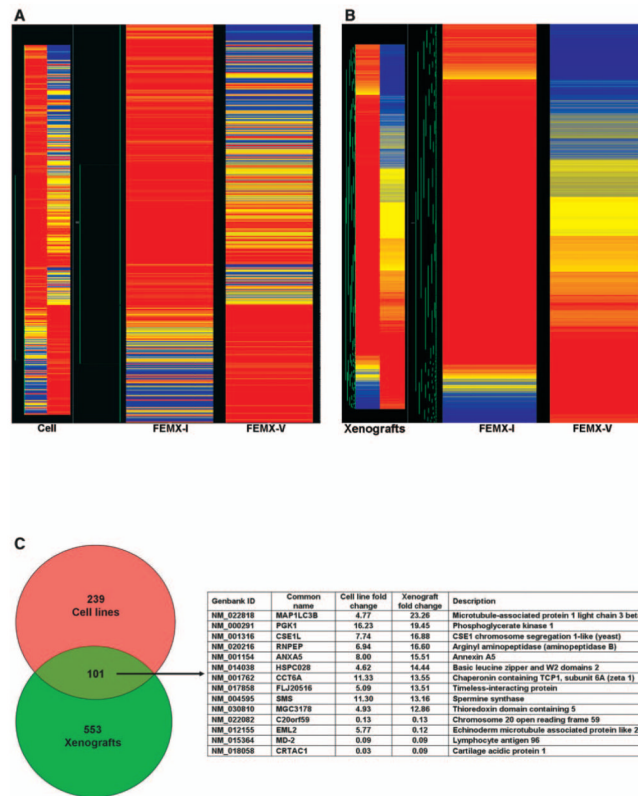 A
B
Cell
FEMX-I
FEMX-V
Xenografts
FEMX-I
FEMX-V
C
239
Cell lines
101
553
Xenografts
Genbank ID Common name Cell line fold change Xenograft fold change Description
NM_022818 MAP1LC3B 4.77 23.26 Microtubule-associated protein 1 light chain 3 bet
NM_000291 PGK1 16.23 19.45 Phosphoglycerate kinase 1
NM_001316 CSE1L 7.74 16.88 CSE1 chromosome segregation 1-like (yeast)
NM_020216 RNPEP 6.94 16.60 Arginyl aminopeptidase (aminopeptidase B)
NM_001154 ANXA5 8.00 15.51 Annexin A5
NM_014038 HSPC028 4.62 14.44 Basic leucine zipper and W2 domains 2
NM_001762 CCT6A 11.33 13.55 Chaperonin containing TCP1, subunit 6A (zeta 1)
NM_017858 FLJ20516 5.09 13.51 Timeless-interacting protein
NM_004595 SMS 11.30 13.16 Spermine synthase
NM_030810 MGC3178 4.93 12.86 Thioredoxin domain containing 5
NM_022082 C20orf59 0.13 0.13 Chromosome 20 open reading frame 59
NM_012155 EML2 5.77 0.12 Echinoderm microtubule associated protein like 2
NM_015364 MD-2 0.09 0.09 Lymphocyte antigen 96
NM_018058 CRTAC1 0.03 0.09 Cartilage acidic protein 1